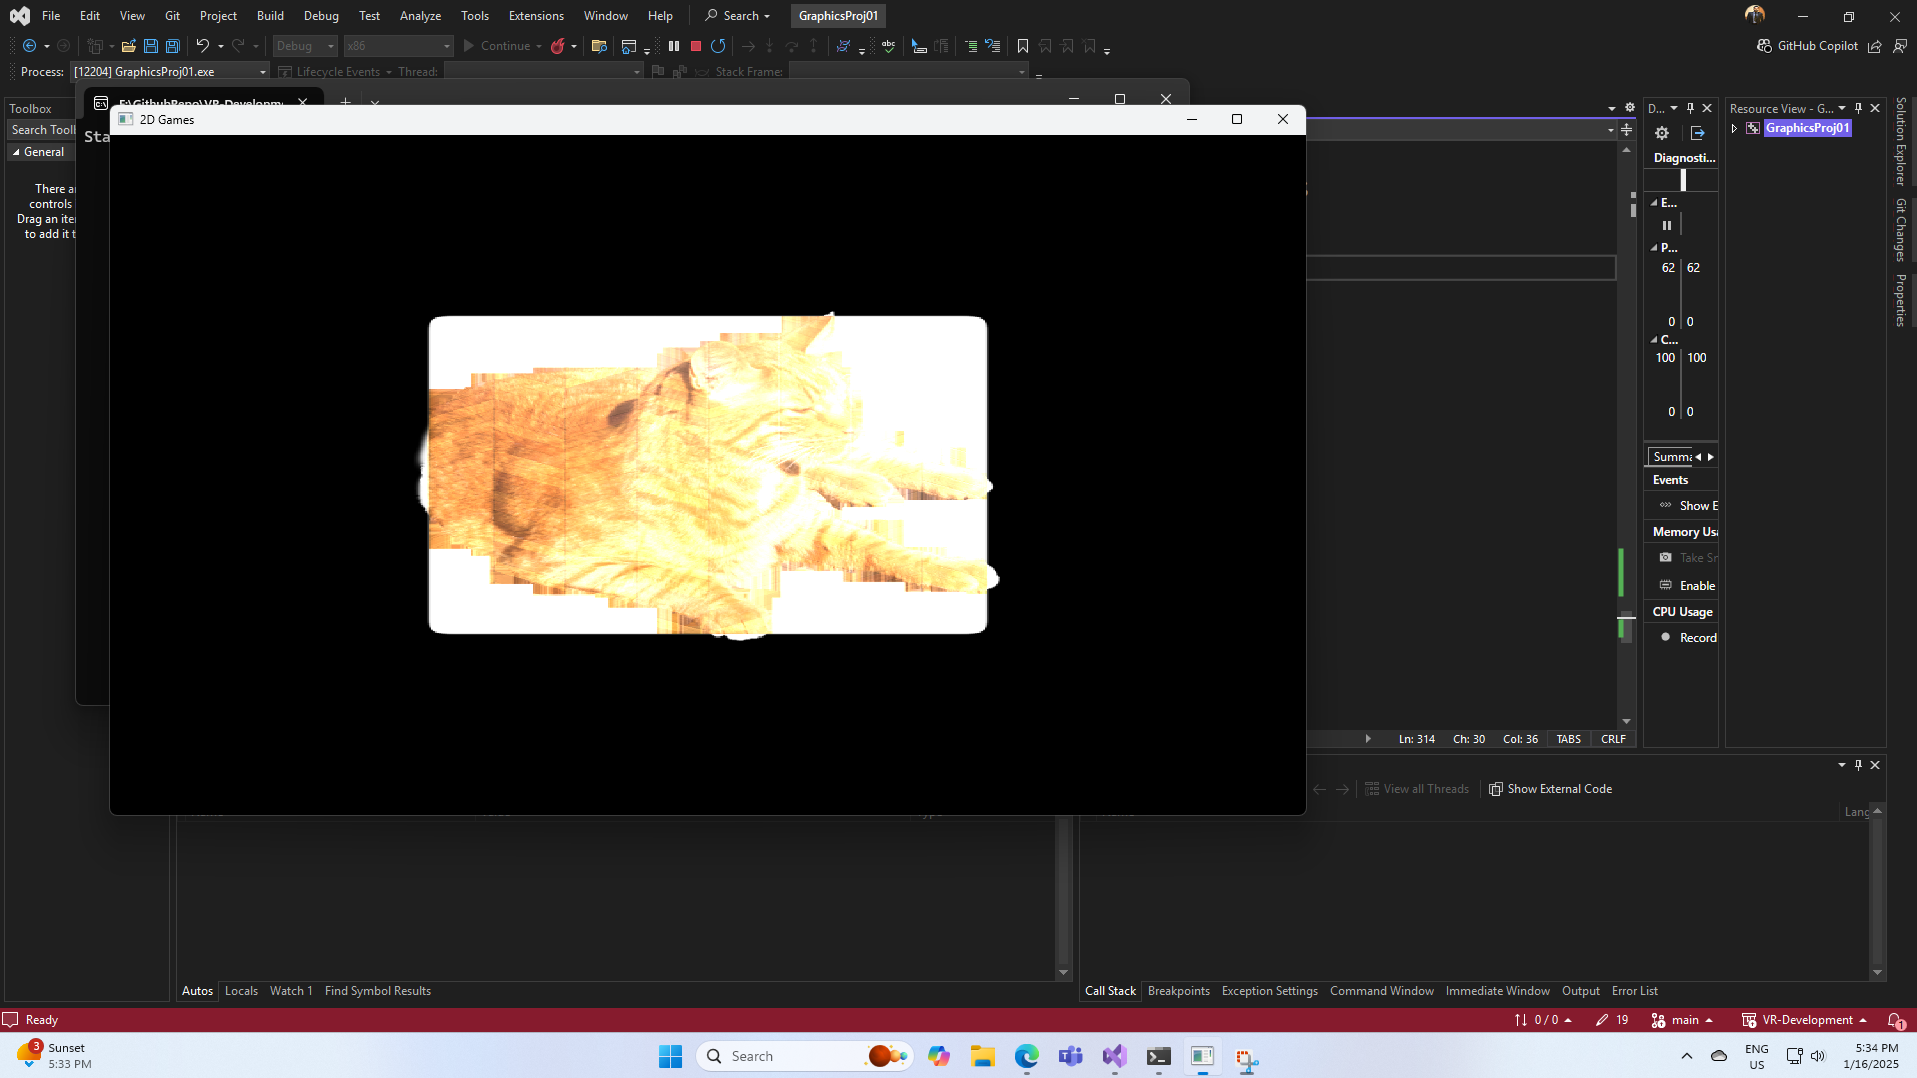 File Edit View Git Project Build Debug Test Analyze Tools Extensions Window Help Search GraphicsProj01
Debug x86 Continue GitHub Copilot
Process: [12204] GraphicsProj01.exe Lifecycle Events Thread: Stack Frame:
F:\GithubRepo\VR-Developm
Toolbox
Search Toolb
General
There a
controls
Drag an ite
to add it t
Sta
2D Games
D...
Diagnosti...
E...
P...
62 62
0 0
C...
100 100
0 0
Summa
Events
Show E
Memory Us
Take Sn
Enable
CPU Usage
Record
Resource View - G...
GraphicsProj01
Solution Explorer
Git Changes
Properties
Ln: 314 Ch: 30 Col: 36 TABS CRLF
View all Threads Show External Code
Lang
Autos Locals Watch 1 Find Symbol Results
Call Stack Breakpoints Exception Settings Command Window Immediate Window Output Error List
Ready 0 / 0 19 main VR-Development 1
3 Sunset
5:33 PM
Search
ENG
US
5:34 PM
1/16/2025